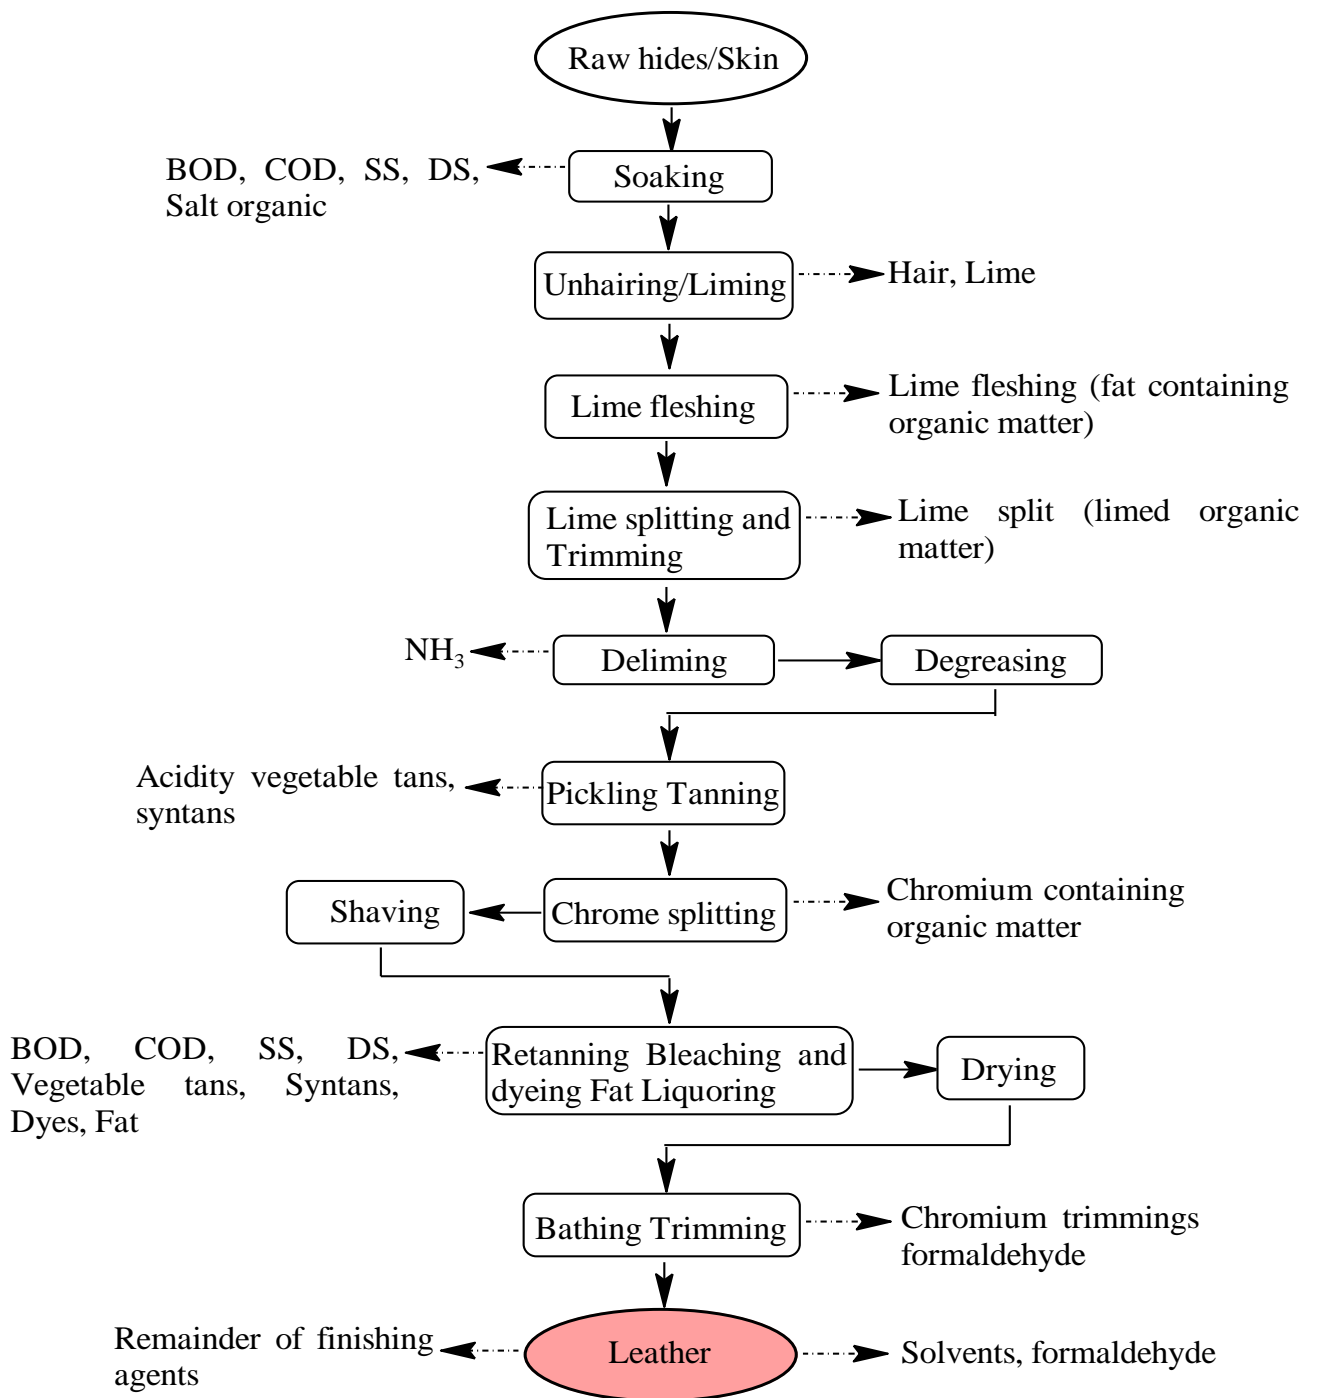 Raw hides/Skin
BOD, COD, SS, DS,
Salt organic
Soaking
Unhairing/Liming
Hair, Lime
Lime fleshing
Lime fleshing (fat containing
organic matter)
Lime splitting and
Trimming
Lime split (limed organic
matter)
NH₃
Deliming
Degreasing
Acidity vegetable tans,
syntans
Pickling Tanning
Shaving
Chrome splitting
Chromium containing
organic matter
BOD, COD, SS, DS,
Vegetable tans, Syntans,
Dyes, Fat
Retanning Bleaching and
dyeing Fat Liquoring
Drying
Bathing Trimming
Chromium trimmings
formaldehyde
Remainder of finishing
agents
Leather
Solvents, formaldehyde